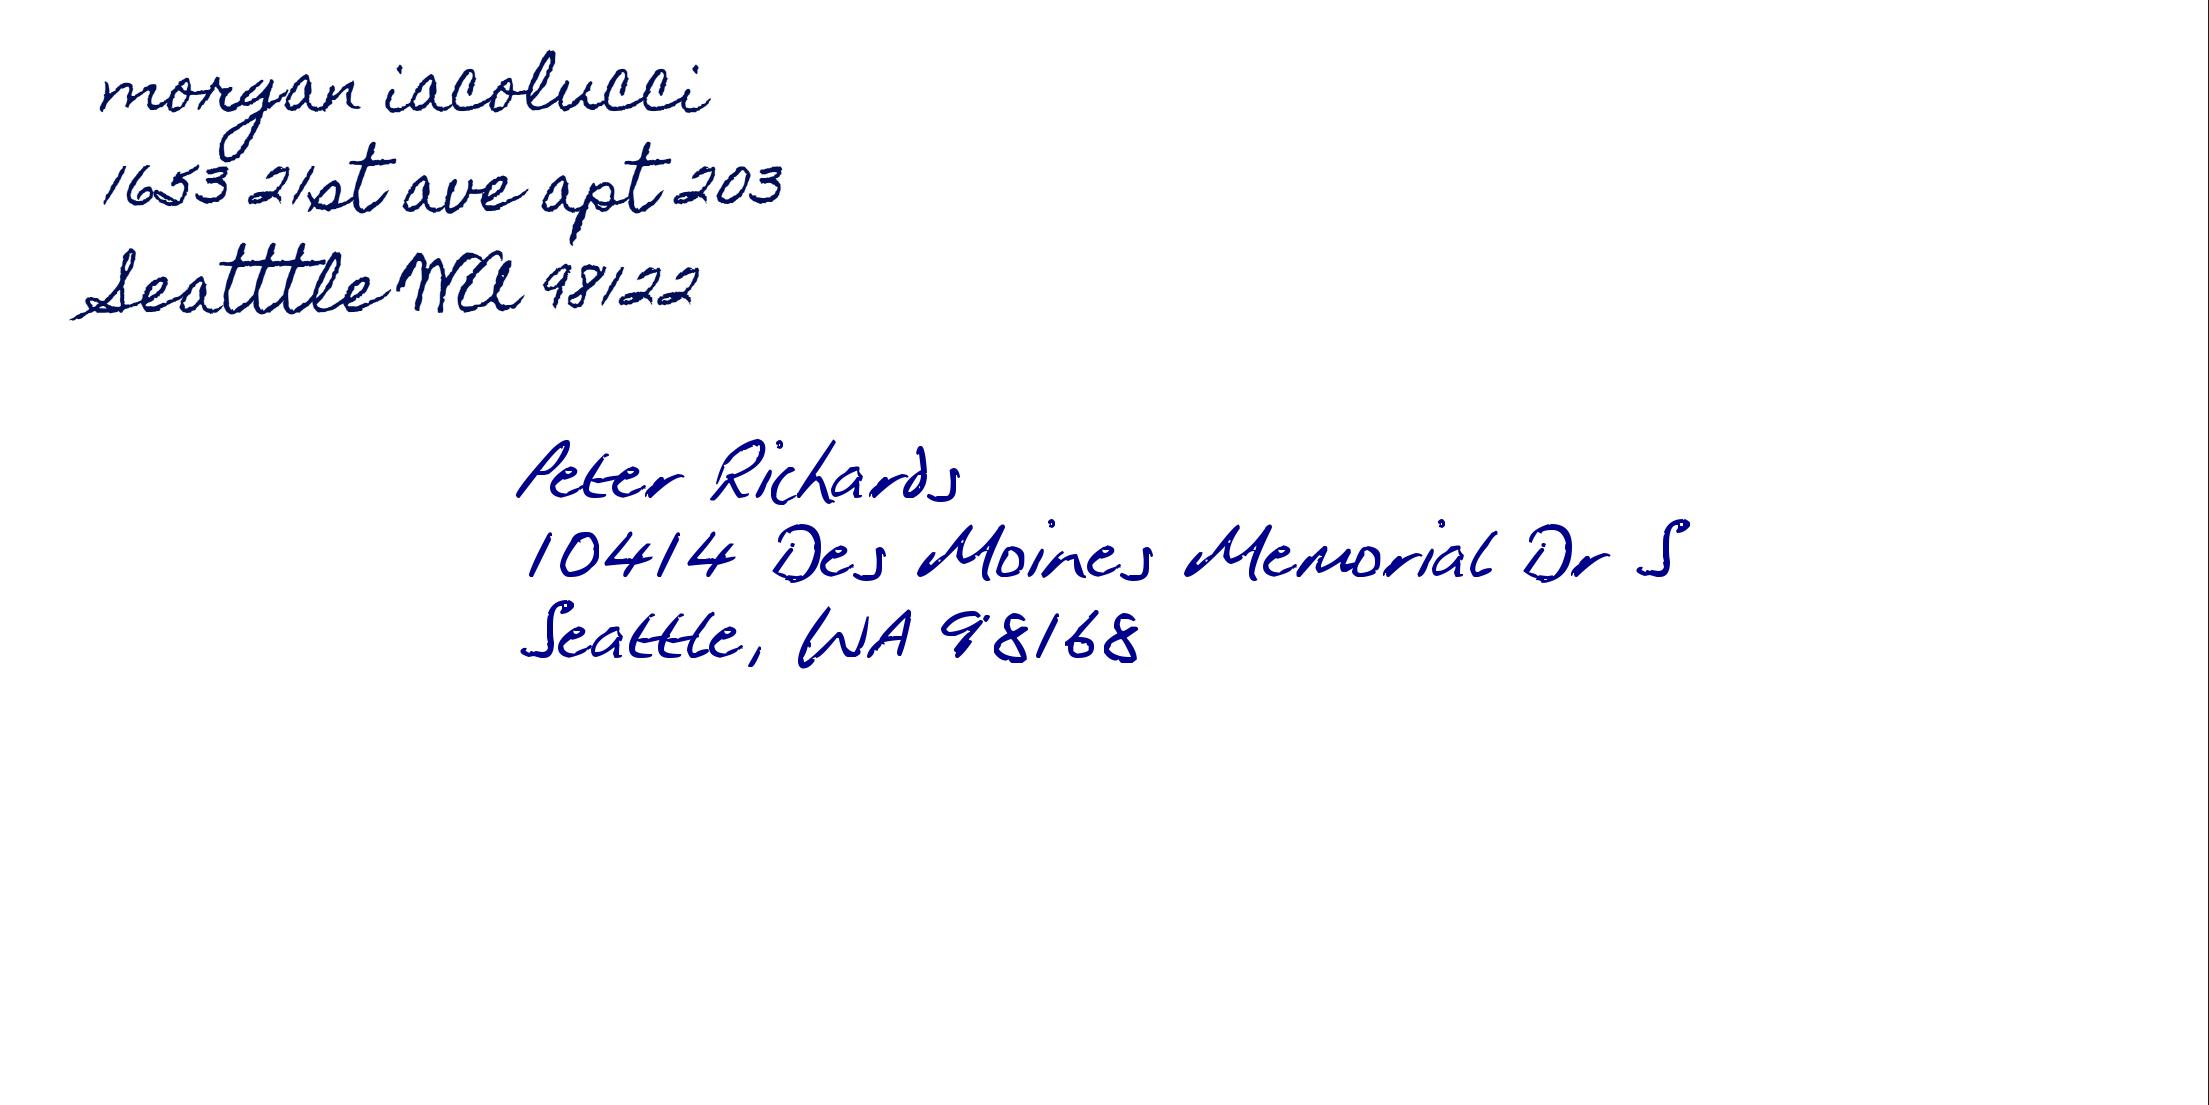 morgan iacolucci
1653 21st ave apt 203
Seatttle WA 98122
Peter Richards
10414 Des Moines Memorial Dr S
Seattle, WA 98168